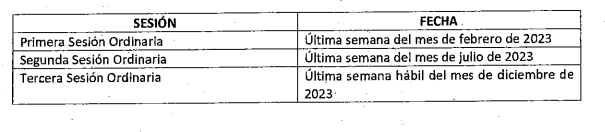 SESIÓN FECHA
Primera Sesión Ordinaria Última semana del mes de febrero de 2023
Segunda Sesión Ordinaria Última semana del mes de julio de 2023
Tercera Sesión Ordinaria Última semana hábil del mes de diciembre de
2023